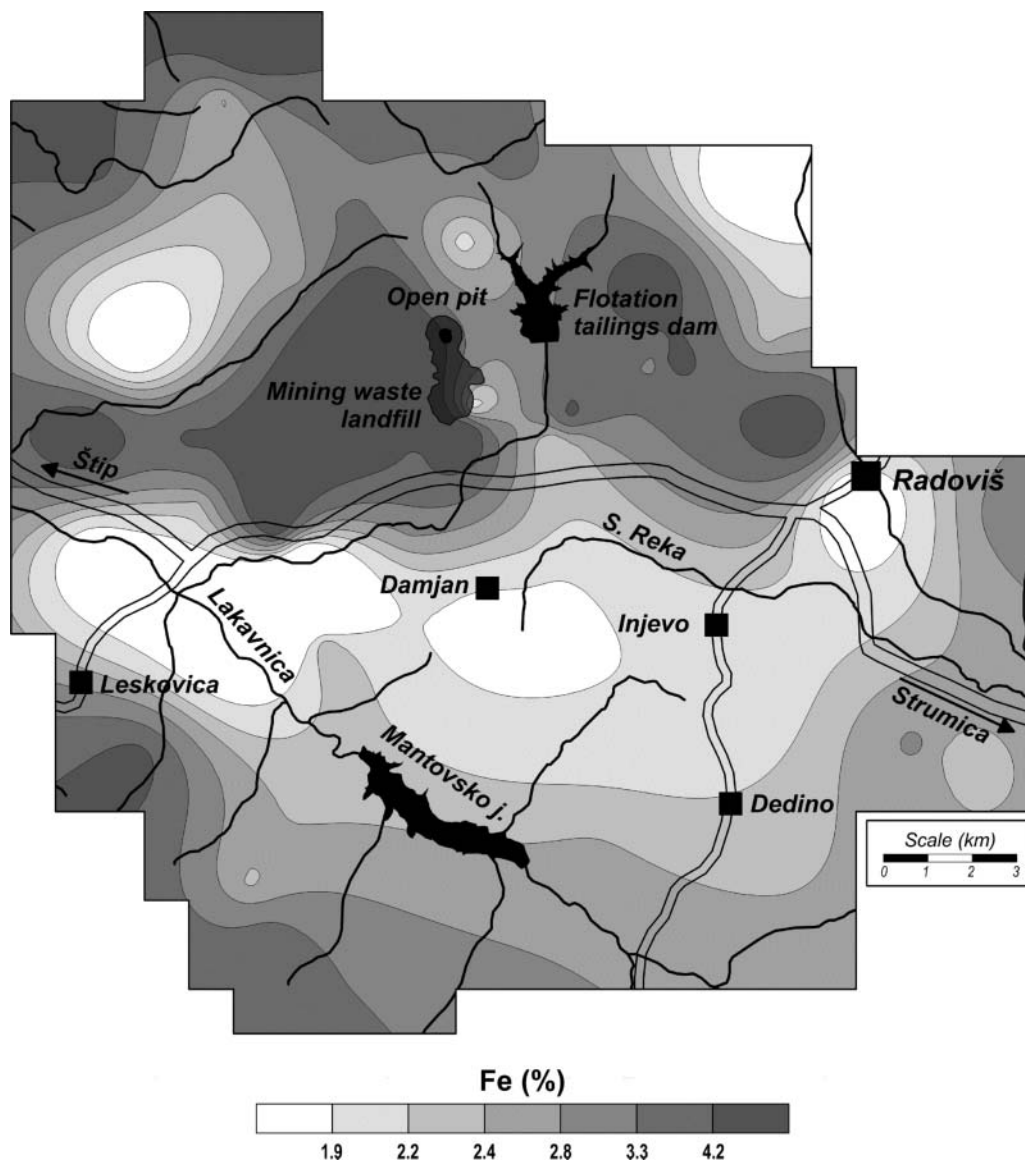 Open pit
Flotation
tailings dam
Mining waste
landfill
Štip
Radoviš
S. Reka
Damjan
Injevo
Lakavnica
Leskovica
Strumica
Mantovsko j.
Dedino
Scale (km)
0 1 2 3
Fe (%)
1.9 2.2 2.4 2.8 3.3 4.2